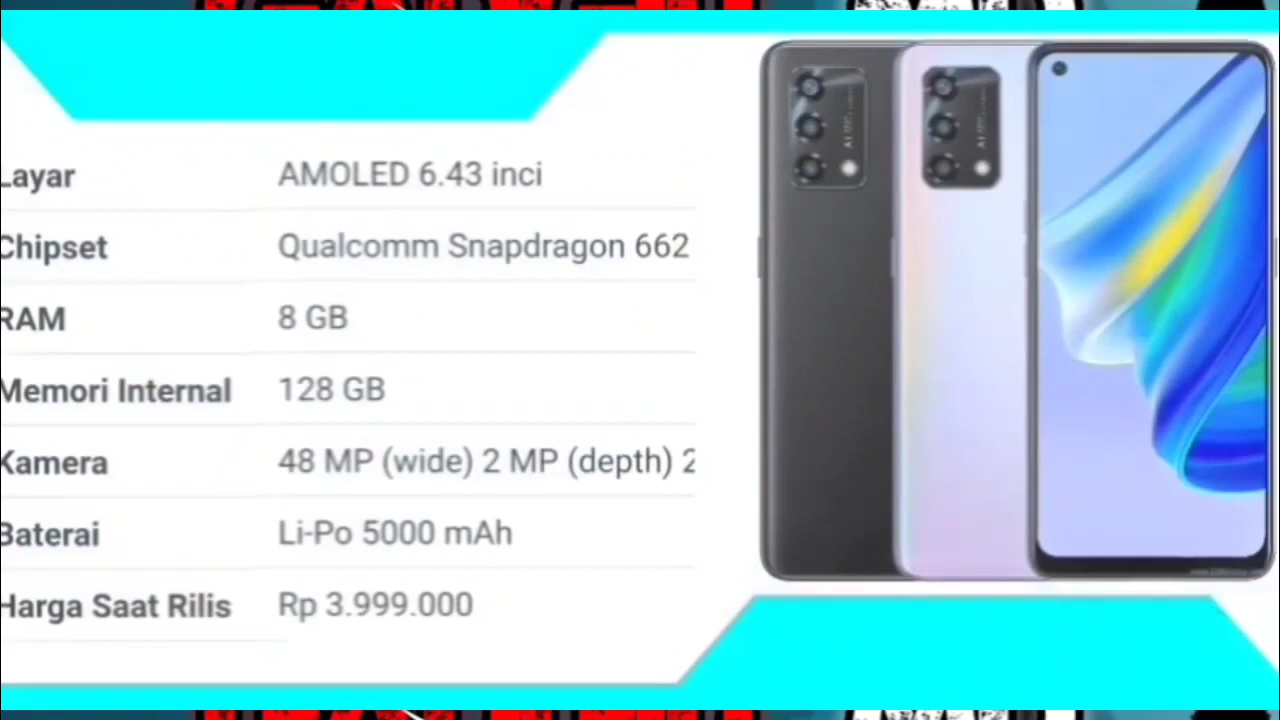 Layar AMOLED 6.43 inci
Chipset Qualcomm Snapdragon 662
RAM 8 GB
Memori Internal 128 GB
Kamera 48 MP (wide) 2 MP (depth) 2
Baterai Li-Po 5000 mAh
Harga Saat Rilis Rp 3.999.000